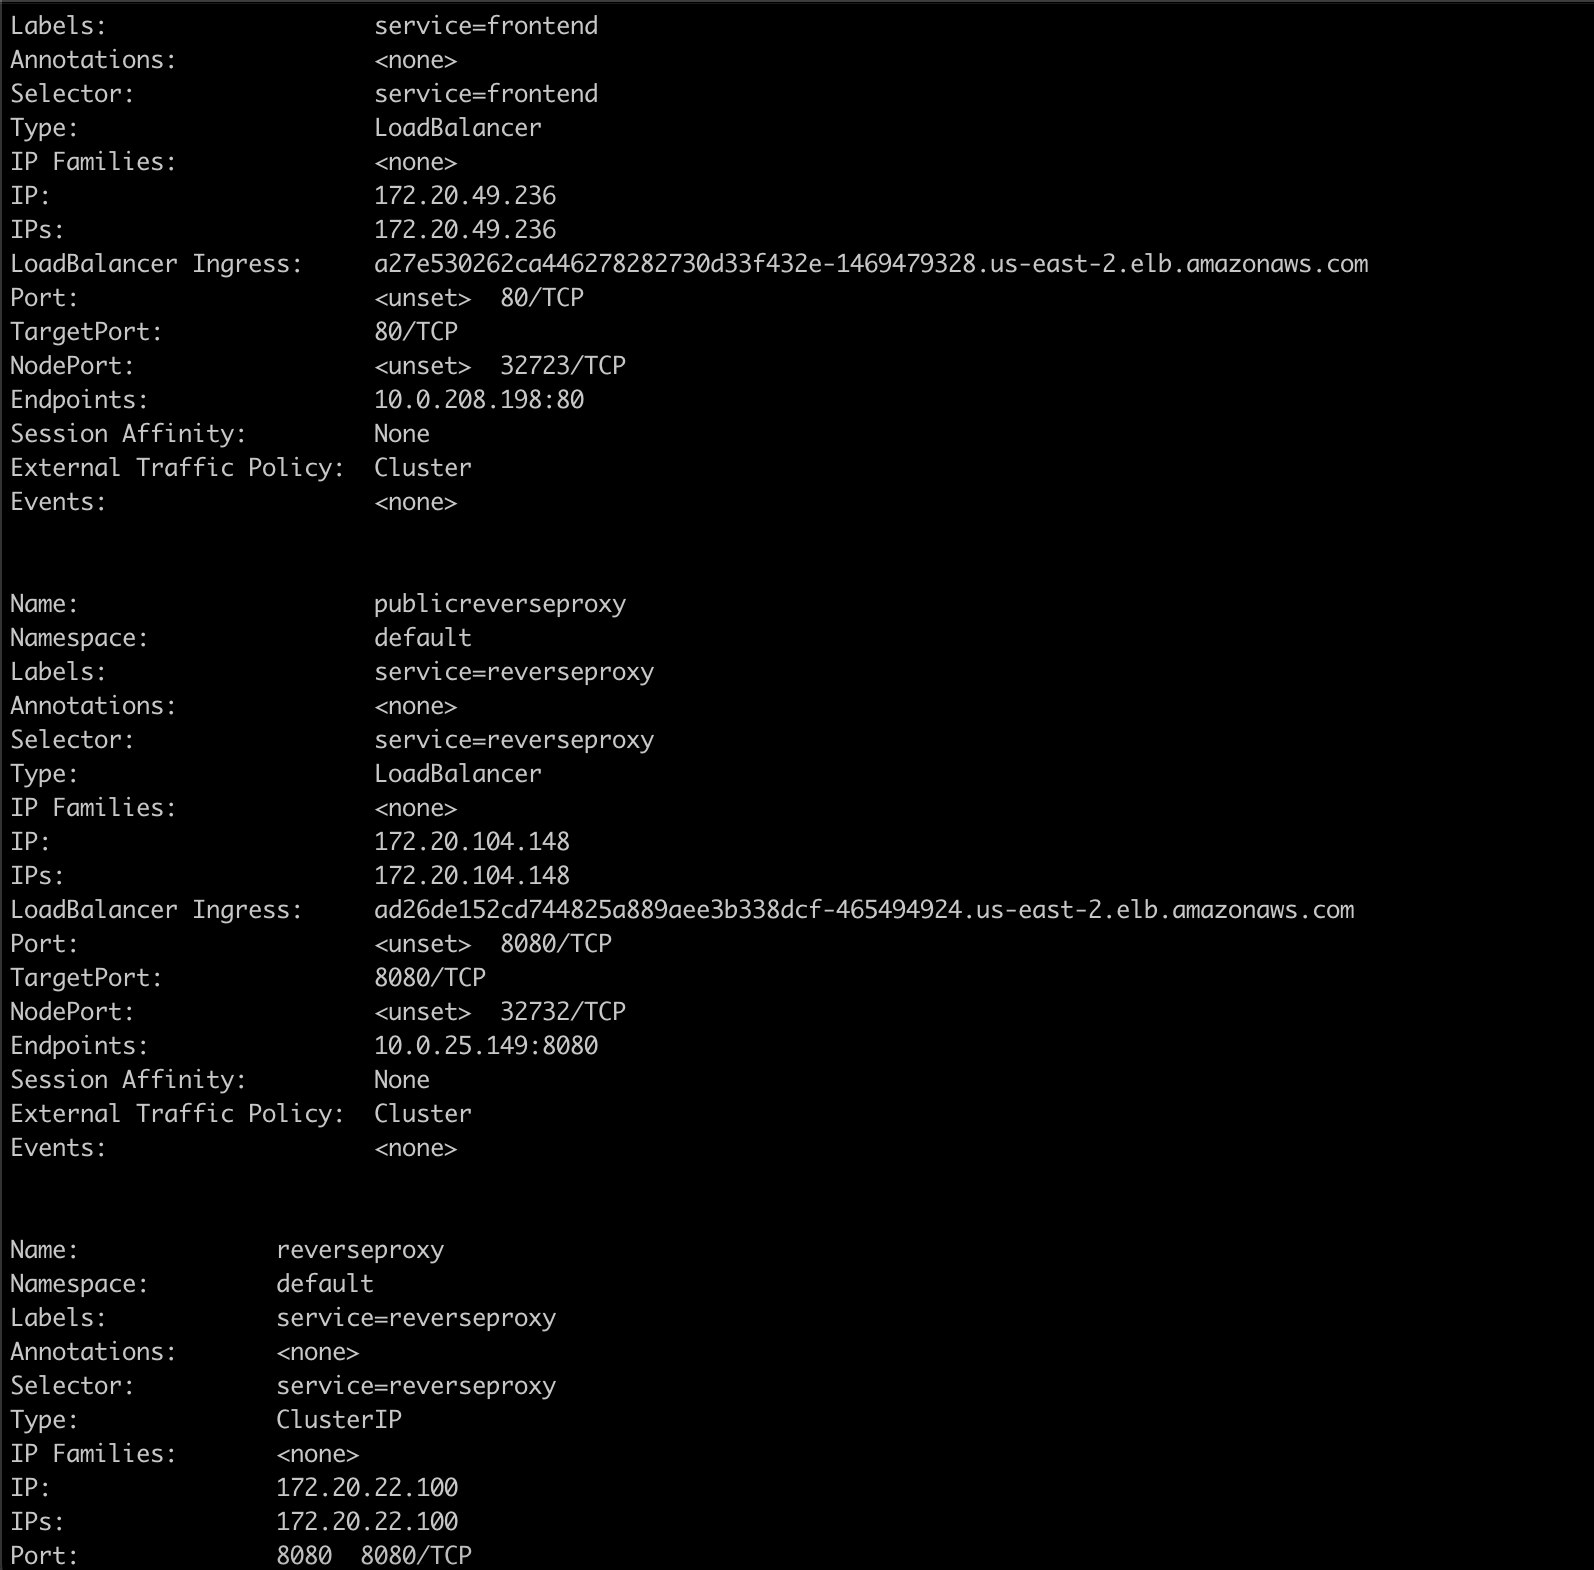 Labels:                   service=frontend
Annotations:              <none>
Selector:                 service=frontend
Type:                     LoadBalancer
IP Families:              <none>
IP:                       172.20.49.236
IPs:                      172.20.49.236
LoadBalancer Ingress:     a27e530262ca446278282730d33f432e-1469479328.us-east-2.elb.amazonaws.com
Port:                     <unset>  80/TCP
TargetPort:               80/TCP
NodePort:                 <unset>  32723/TCP
Endpoints:                10.0.208.198:80
Session Affinity:         None
External Traffic Policy:  Cluster
Events:                   <none>

Name:                     publicreverseproxy
Namespace:                default
Labels:                   service=reverseproxy
Annotations:              <none>
Selector:                 service=reverseproxy
Type:                     LoadBalancer
IP Families:              <none>
IP:                       172.20.104.148
IPs:                      172.20.104.148
LoadBalancer Ingress:     ad26de152cd744825a889aee3b338dcf-465494924.us-east-2.elb.amazonaws.com
Port:                     <unset>  8080/TCP
TargetPort:               8080/TCP
NodePort:                 <unset>  32732/TCP
Endpoints:                10.0.25.149:8080
Session Affinity:         None
External Traffic Policy:  Cluster
Events:                   <none>

Name:              reverseproxy
Namespace:         default
Labels:            service=reverseproxy
Annotations:       <none>
Selector:          service=reverseproxy
Type:              ClusterIP
IP Families:       <none>
IP:                172.20.22.100
IPs:               172.20.22.100
Port:              8080  8080/TCP